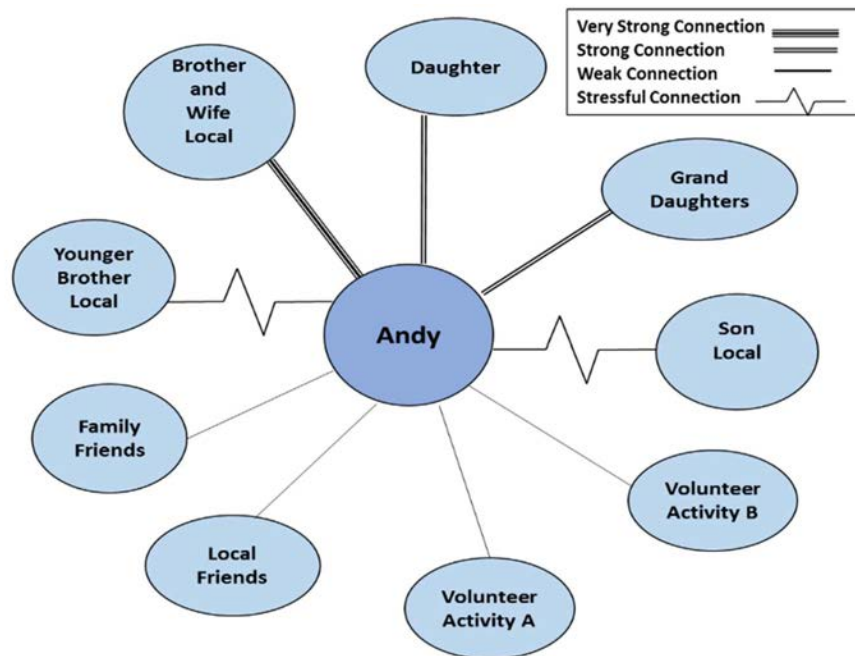 Very Strong Connection
Strong Connection
Weak Connection
Stressful Connection
Brother
and
Wife
Local
Daughter
Grand
Daughters
Younger
Brother
Local
Andy
Son
Local
Family
Friends
Volunteer
Activity B
Local
Friends
Volunteer
Activity A